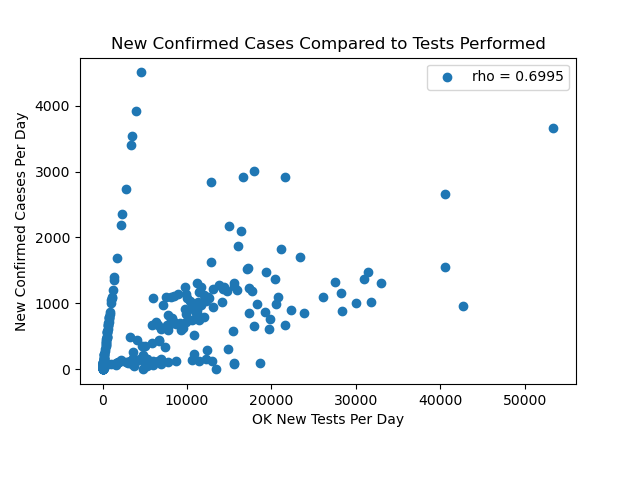 New Confirmed Cases Compared to Tests Performed
rho = 0.6995
New Confirmed Caeses Per Day
4000
3000
2000
1000
0
0 10000 20000 30000 40000 50000
OK New Tests Per Day